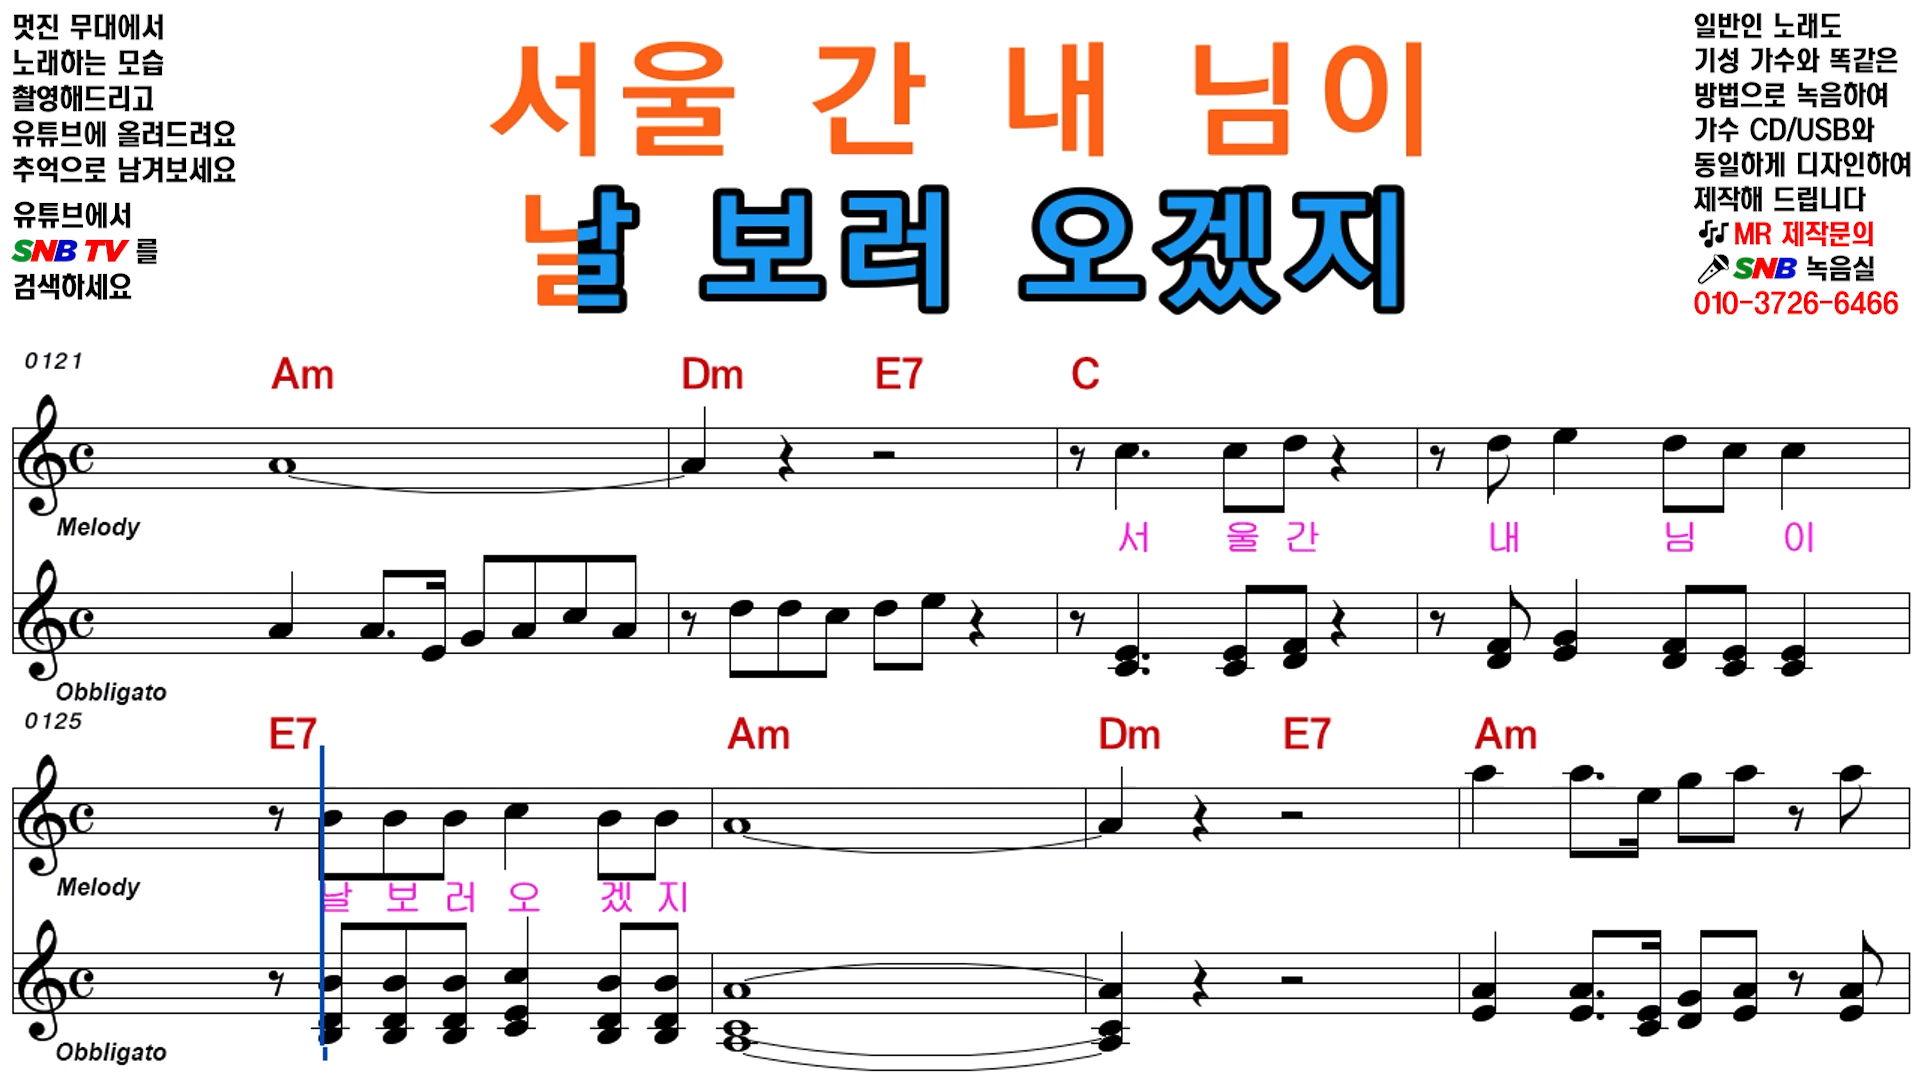 멋진 무대에서
노래하는 모습
촬영해드리고
유튜브에 올려드려요
추억으로 남겨보세요
유튜브에서
SNB TV 를
검색하세요
서울 간 내 님이
날 보러 오겠지
일반인 노래도
기성 가수와 똑같은
방법으로 녹음하여
가수 CD/USB와
동일하게 디자인하여
제작해 드립니다
MR 제작문의
SNB 녹음실
010-3726-6466
0121
Am Dm E7 C
Melody
서 울 간 내 님 이
Obbligato
0125
E7 Am Dm E7 Am
Melody
날 보 러 오 겠 지
Obbligato